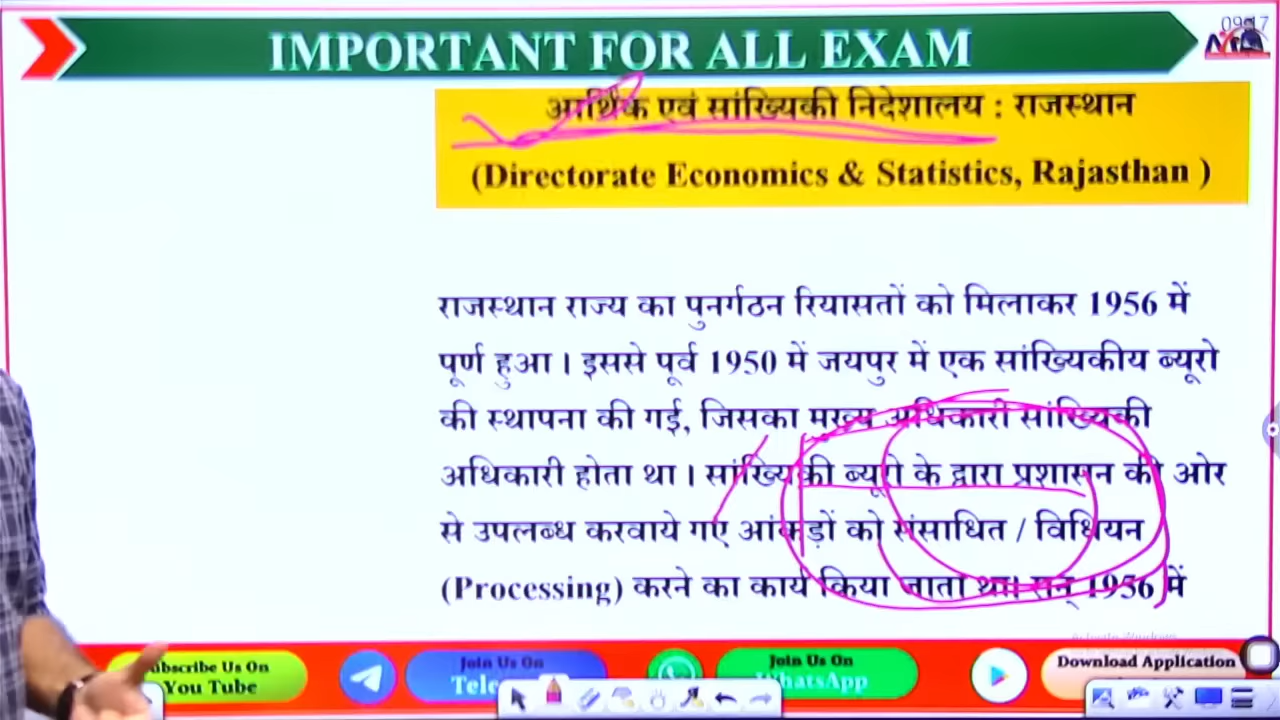 09:17
IMPORTANT FOR ALL EXAM
आर्थिक एवं सांख्यिकी निदेशालय : राजस्थान
(Directorate Economics & Statistics, Rajasthan )
राजस्थान राज्य का पुनर्गठन रियासतों को मिलाकर 1956 में
पूर्ण हुआ । इससे पूर्व 1950 में जयपुर में एक सांख्यिकीय ब्यूरो
की स्थापना की गई, जिसका मुख्य अधिकारी सांख्यिकी
अधिकारी होता था । सांख्यिकी ब्यूरो के द्वारा प्रशासन की ओर
से उपलब्ध करवाये गए आंकड़ों को संसाधित / विधियन
(Processing) करने का कार्य किया जाता था। सन् 1956 में
Subscribe Us On
You Tube
Join Us On
Join Us On
WhatsApp
Download Application